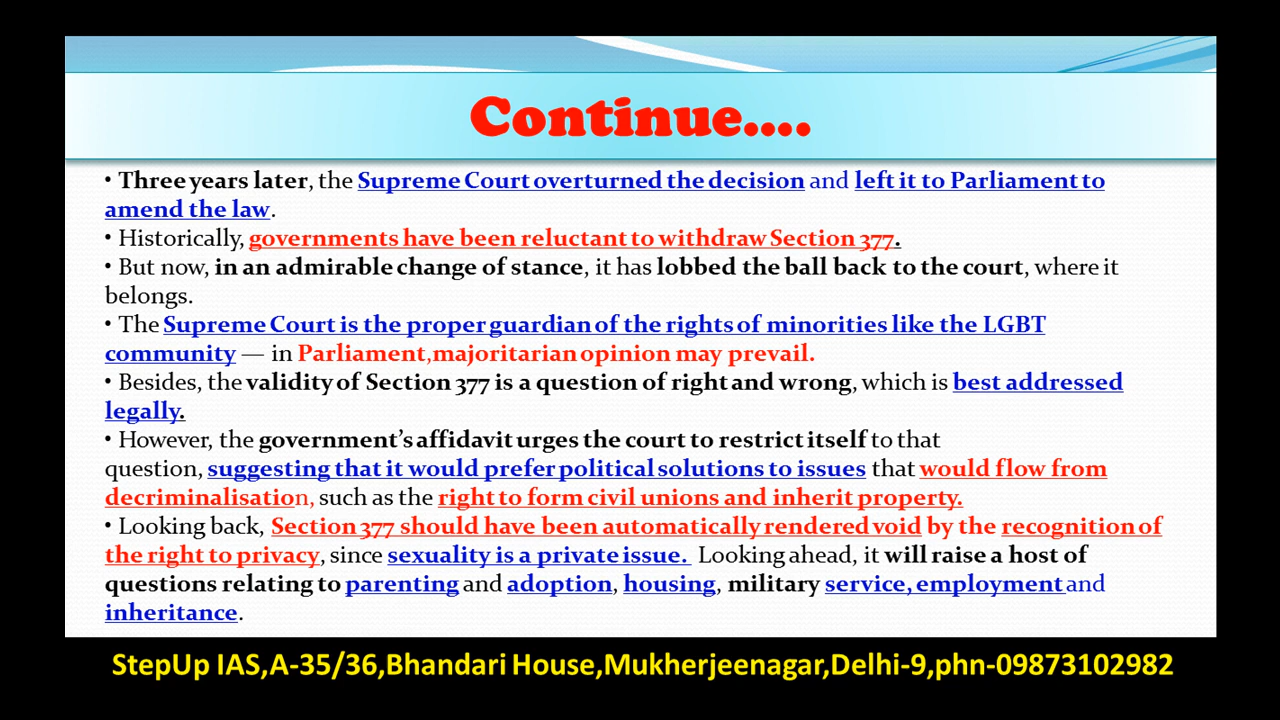 Continue....
• Three years later, the Supreme Court overturned the decision and left it to Parliament to
amend the law.
• Historically, governments have been reluctant to withdraw Section 377.
• But now, in an admirable change of stance, it has lobbed the ball back to the court, where it
belongs.
• The Supreme Court is the proper guardian of the rights of minorities like the LGBT
community — in Parliament,majoritarian opinion may prevail.
• Besides, the validity of Section 377 is a question of right and wrong, which is best addressed
legally.
• However, the government’s affidavit urges the court to restrict itself to that
question, suggesting that it would prefer political solutions to issues that would flow from
decriminalisation, such as the right to form civil unions and inherit property.
• Looking back, Section 377 should have been automatically rendered void by the recognition of
the right to privacy, since sexuality is a private issue. Looking ahead, it will raise a host of
questions relating to parenting and adoption, housing, military service, employment and
inheritance.
StepUp IAS,A-35/36,Bhandari House,Mukherjeenagar,Delhi-9,phn-09873102982